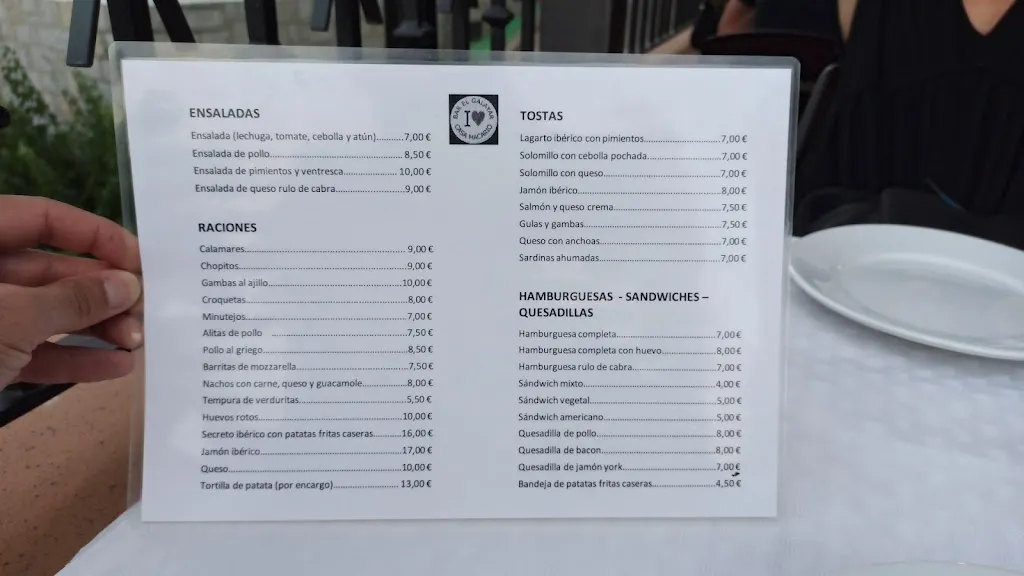 ENSALADAS
Ensalada (lechuga, tomate, cebolla y atún)...........7,00 €
Ensalada de pollo.......................................................8,50 €
Ensalada de pimientos y ventresca......................10,00 €
Ensalada de queso rulo de cabra............................9,00 €
RACIONES
Calamares..................................................................9,00 €
Chopitos.....................................................................9,00 €
Gambas al ajillo.......................................................10,00 €
Croquetas...................................................................8,00 €
Minutejos...................................................................7,00 €
Alitas de pollo ...........................................................7,50 €
Pollo al griego............................................................8,50 €
Barritas de mozzarella...............................................7,50 €
Nachos con carne, queso y guacamole..................8,00 €
Tempura de verduritas..............................................5,50 €
Huevos rotos...........................................................10,00 €
Secreto ibérico con patatas fritas caseras..........16,00 €
Jamón ibérico..........................................................17,00 €
Queso.......................................................................10,00 €
Tortilla de patata (por encargo)...........................13,00 €
BAR EL GALAYAR
I
CASA MACARIO
TOSTAS
Lagarto ibérico con pimientos..............................7,00 €
Solomillo con cebolla pochada.............................7,00 €
Solomillo con queso................................................7,00 €
Jamón ibérico...........................................................8,00 €
Salmón y queso crema............................................7,50 €
Gulas y gambas.........................................................7,50 €
Queso con anchoas..................................................7,00 €
Sardinas ahumadas..................................................7,00 €
HAMBURGUESAS - SANDWICHES –
QUESADILLAS
Hamburguesa completa..........................................7,00 €
Hamburguesa completa con huevo.......................8,00 €
Hamburguesa rulo de cabra...................................7,00 €
Sándwich mixto........................................................4,00 €
Sándwich vegetal......................................................5,00 €
Sándwich americano................................................5,00 €
Quesadilla de pollo...................................................8,00 €
Quesadilla de bacon.................................................8,00 €
Quesadilla de jamón york........................................7,00 €
Bandeja de patatas fritas caseras..........................4,50 €